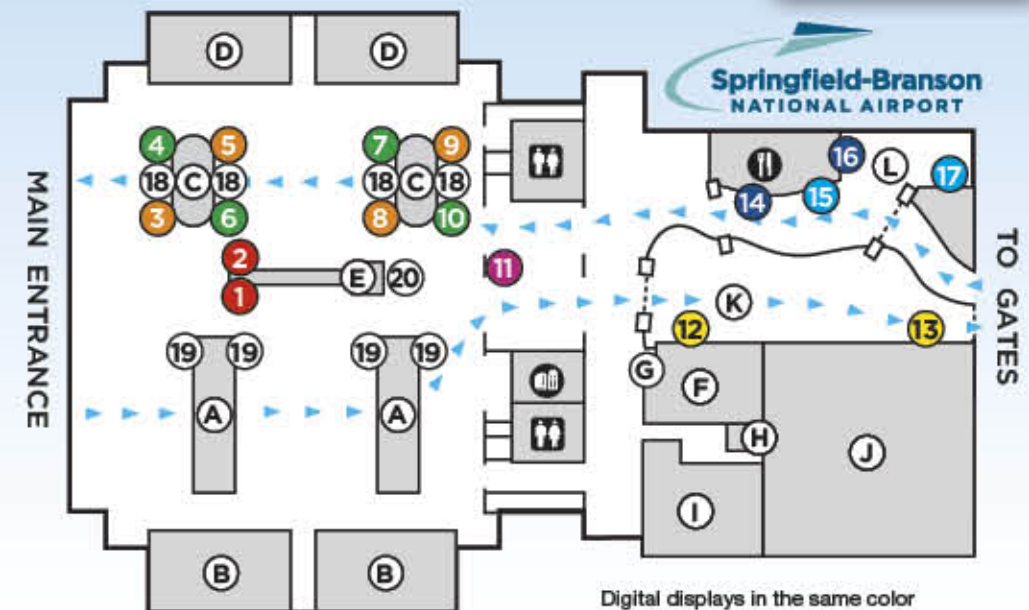 D D
Springfield-Branson
NATIONAL AIRPORT
4 5 7 9 16 L 17
18 C 18 18 C 18
3 6 8 10 14 15
MAIN ENTRANCE
TO GATES
2 E 20 11
1
K
12 13
19 19 19 19
G F
A A
H J
I
B B
Digital displays in the same color